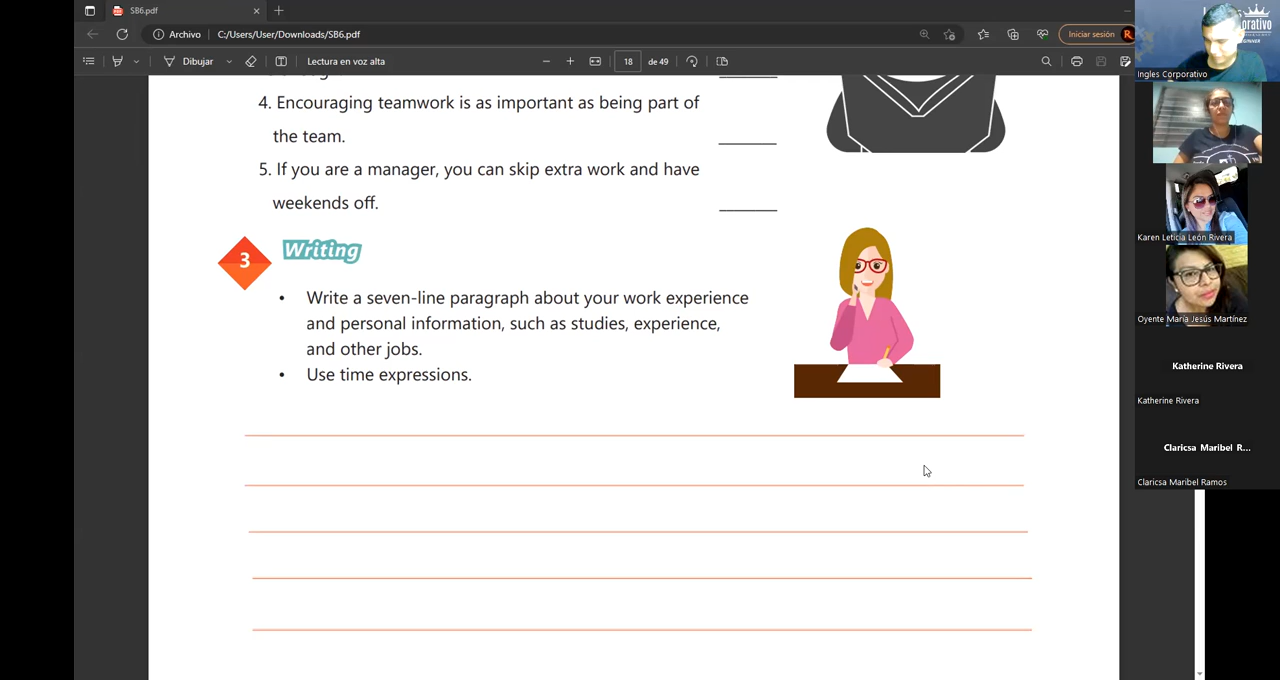 SB6.pdf
Archivo
C:/Users/User/Downloads/SB6.pdf
Iniciar sesión
R
Dibujar
Lectura en voz alta
18
de 49
4. Encouraging teamwork is as important as being part of
the team.
5. If you are a manager, you can skip extra work and have
weekends off.
3
Writing
• Write a seven-line paragraph about your work experience
and personal information, such as studies, experience,
and other jobs.
• Use time expressions.
Ingles Corporativo
Karen Leticia León Rivera
Oyente María Jesús Martínez
Katherine Rivera
Katherine Rivera
Claricsa Maribel R...
Claricsa Maribel Ramos